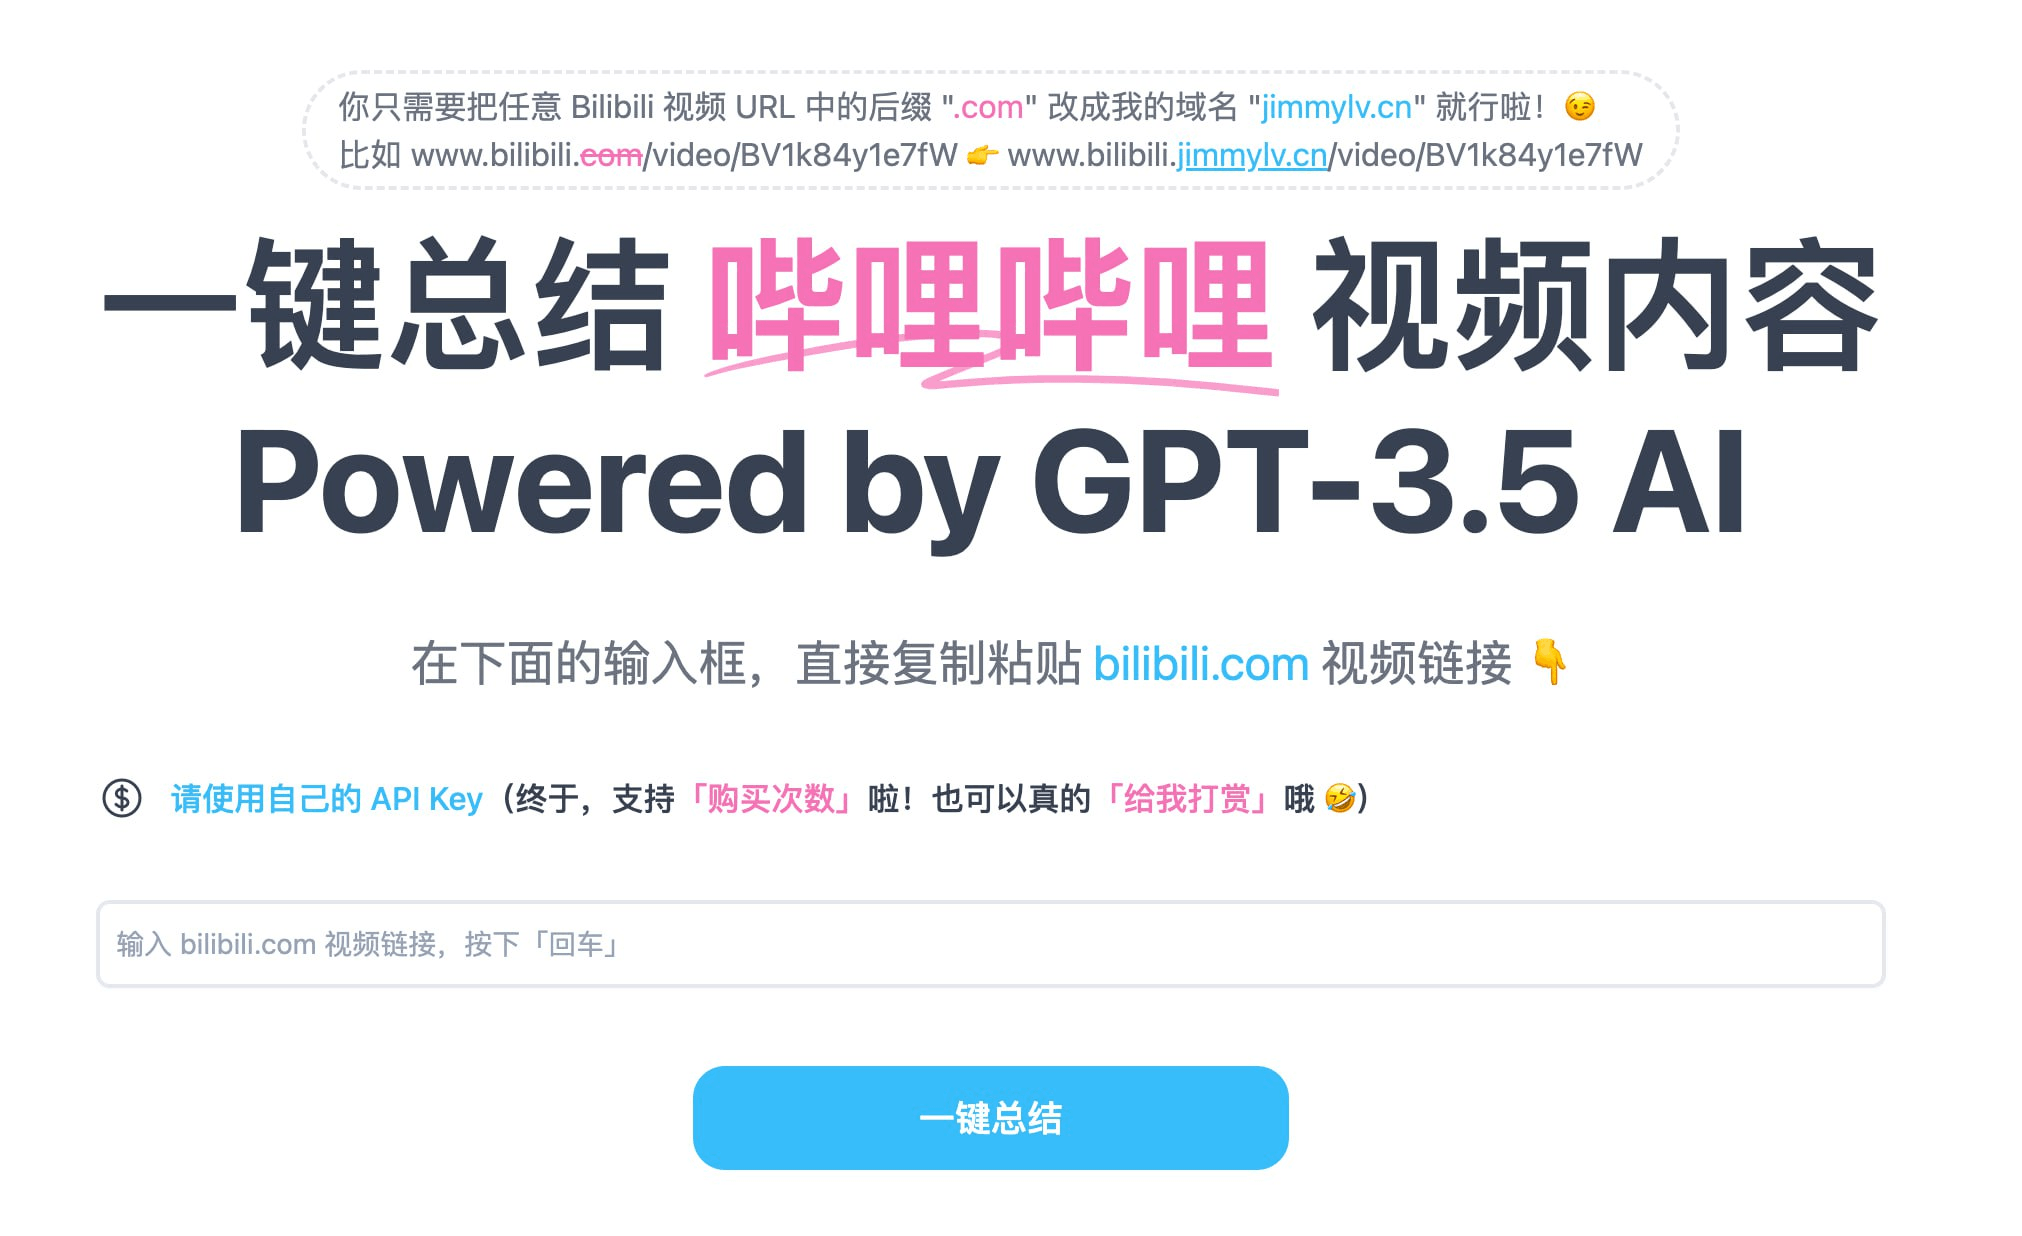 你只需要把任意 Bilibili 视频 URL 中的后缀 ".com" 改成我的域名 "jimmylv.cn" 就行啦！😉
比如 www.bilibili.com/video/BV1k84y1e7fW 👉 www.bilibili.jimmylv.cn/video/BV1k84y1e7fW
一键总结 哔哩哔哩 视频内容
Powered by GPT-3.5 AI
在下面的输入框，直接复制粘贴 bilibili.com 视频链接 👇
请使用自己的 API Key（终于，支持「购买次数」啦！也可以真的「给我打赏」哦 🤣）
输入 bilibili.com 视频链接，按下「回车」
一键总结